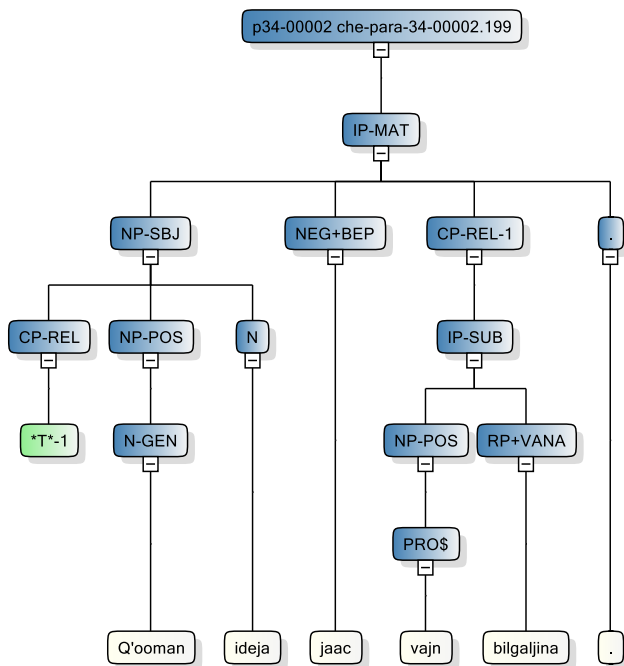 p34-00002 che-para-34-00002.199
IP-MAT
NP-SBJ NEG+BEP CP-REL-1 .
CP-REL NP-POS N IP-SUB
*T*-1 N-GEN NP-POS RP+VANA
PRO$
Q'ooman ideja jaac vajn bilgaljina .